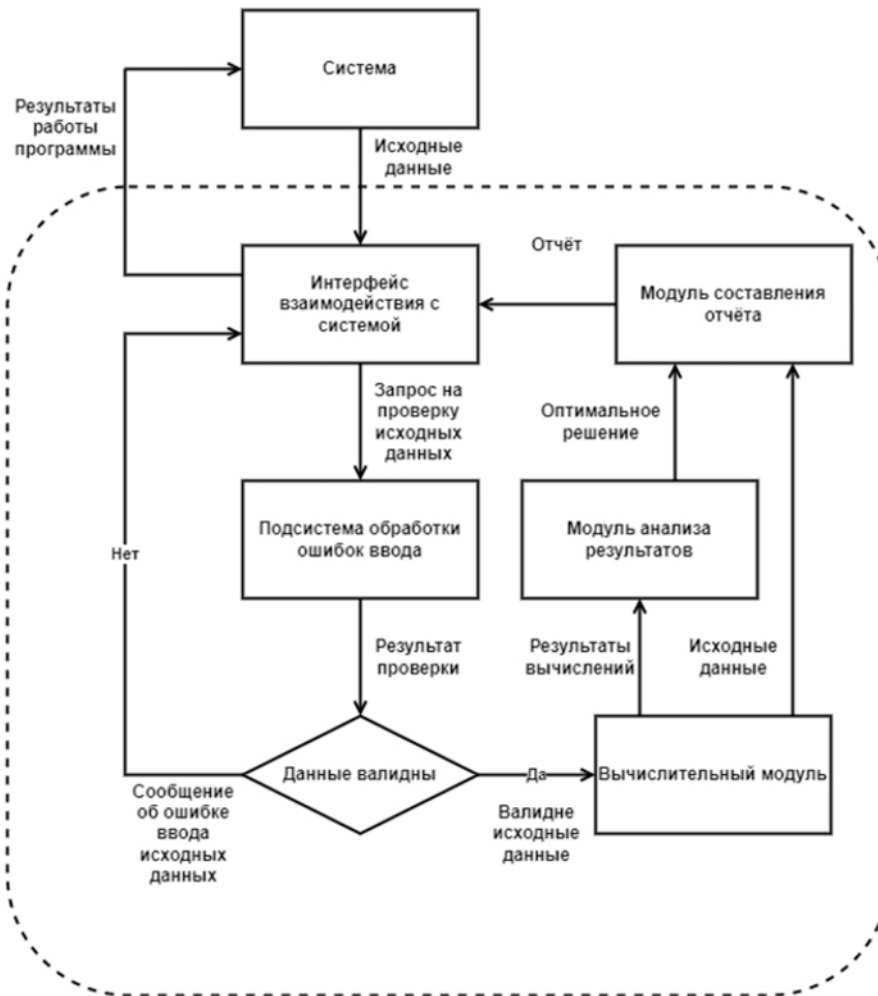 Система
Результаты
работы
программы
Исходные
данные
Отчёт
Интерфейс
взаимодействия с
системой
Модуль составления
отчёта
Запрос на
проверку
исходных
данных
Оптимальное
решение
Подсистема обработки
ошибок ввода
Модуль анализа
результатов
Нет
Результат
проверки
Результаты
вычислений
Исходные
данные
Данные валидны
Да
Вычислительный модуль
Сообщение
об ошибке
ввода
исходных
данных
Валидне
исходные
данные